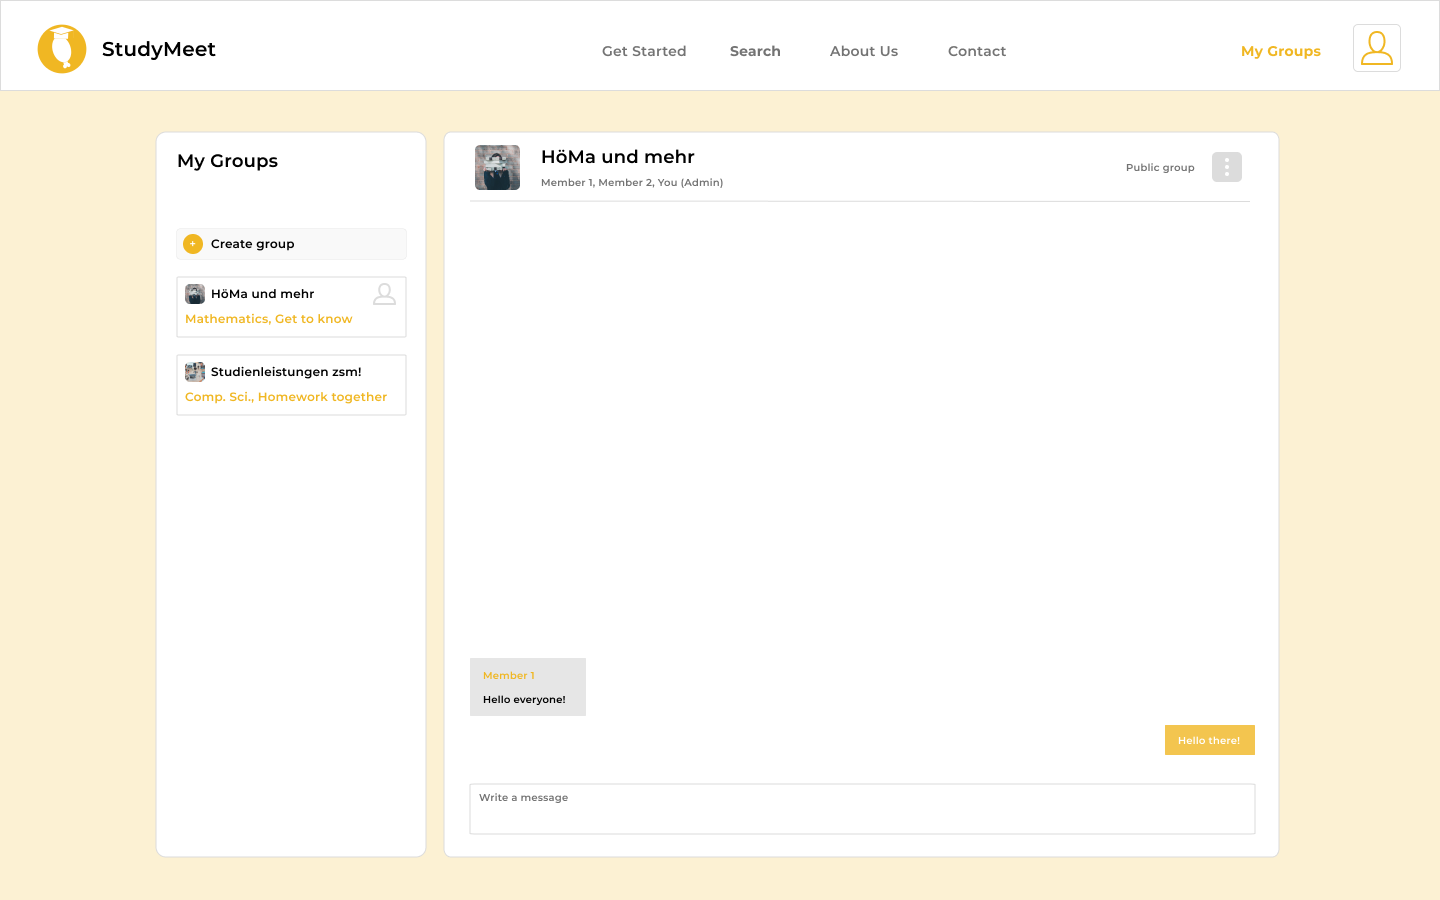 StudyMeet
Get Started
Search
About Us
Contact
My Groups
My Groups
+
Create group
HöMa und mehr
Mathematics, Get to know
Studienleistungen zsm!
Comp. Sci., Homework together
HöMa und mehr
Member 1, Member 2, You (Admin)
Public group
Member 1
Hello everyone!
Hello there!
Write a message